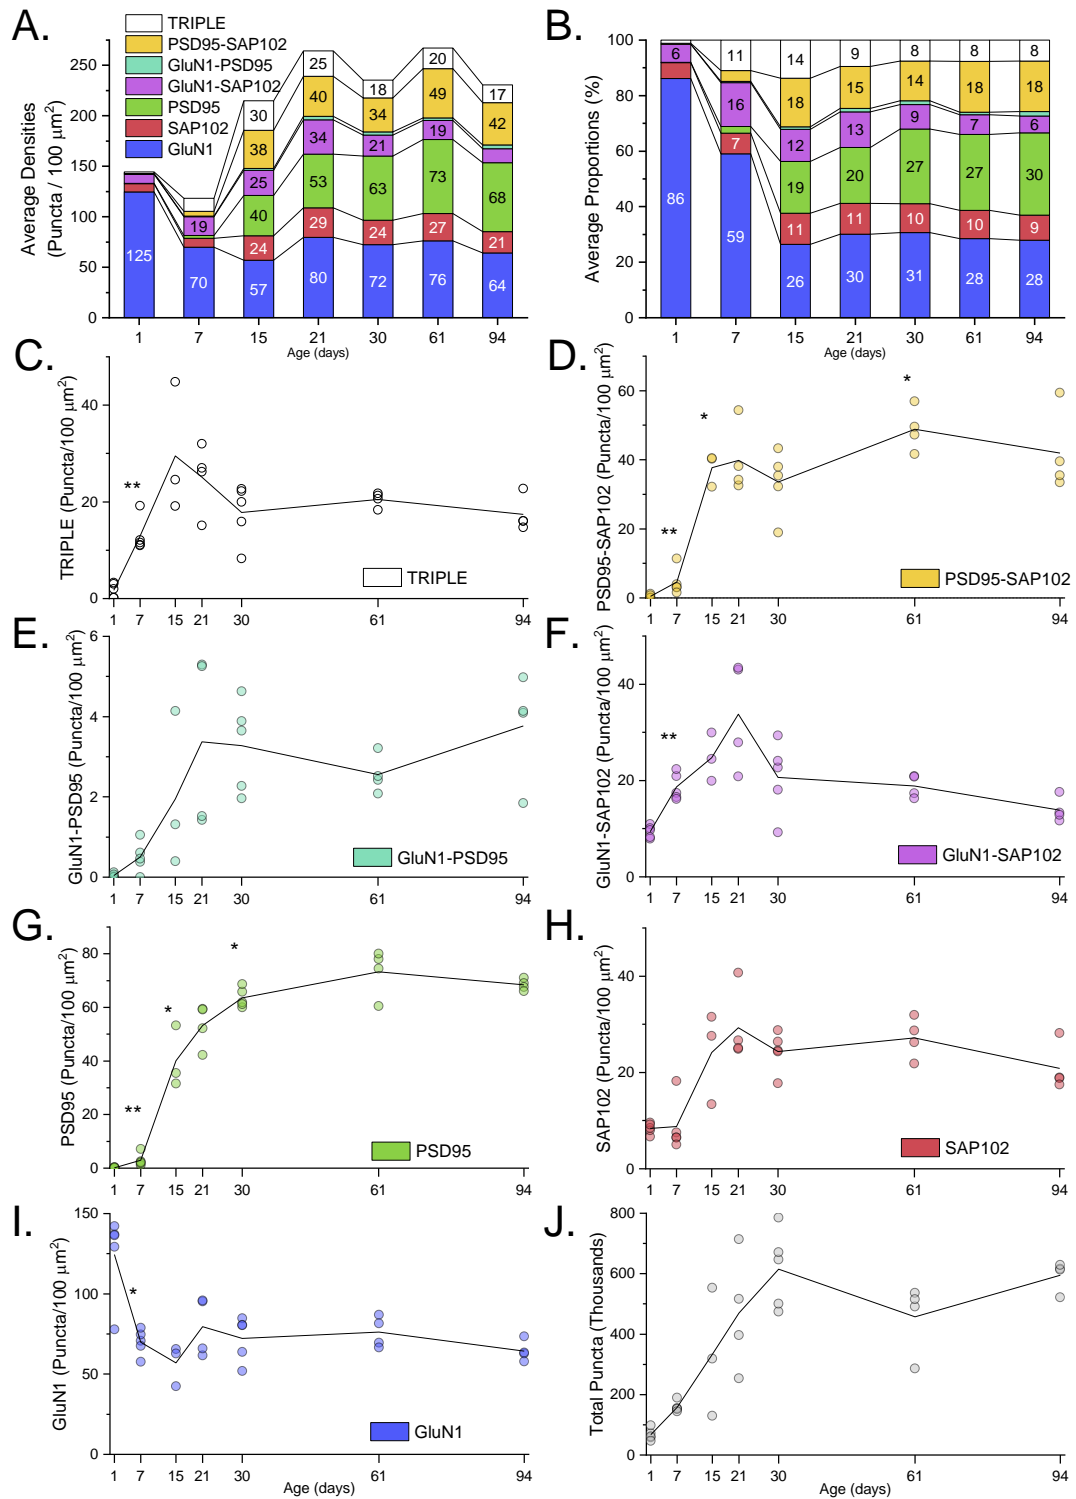 A.
TRIPLE
PSD95-SAP102
GluN1-PSD95
GluN1-SAP102
PSD95
SAP102
GluN1
Average Densities
(Puncta / 100 μm²)
250
200
150
100
50
0
125
70 19
57 24 40 25 38 30
80 29 53 34 40 25
72 24 63 21 34 18
76 27 73 19 49 20
64 21 68 42 17
1 7 15 21 30 61 94
Age (days)
B.
Average Proportions (%)
100
80
60
40
20
0
86 6
59 7 16 11
26 11 19 12 18 14
30 11 20 13 15 9
31 10 27 9 14 8
28 10 27 7 18 8
28 9 30 6 18 8
1 7 15 21 30 61 94
Age (days)
C.
TRIPLE (Puncta/100 μm²)
40
20
0
**
TRIPLE
1 7 15 21 30 61 94
D.
PSD95-SAP102 (Puncta/100 μm²)
60
40
20
0
** * *
PSD95-SAP102
1 7 15 21 30 61 94
E.
GluN1-PSD95 (Puncta/100 μm²)
6
4
2
0
GluN1-PSD95
1 7 15 21 30 61 94
F.
GluN1-SAP102 (Puncta/100 μm²)
40
20
0
**
GluN1-SAP102
1 7 15 21 30 61 94
G.
PSD95 (Puncta/100 μm²)
80
60
40
20
0
** * *
PSD95
1 7 15 21 30 61 94
H.
SAP102 (Puncta/100 μm²)
40
20
0
SAP102
1 7 15 21 30 61 94
I.
GluN1 (Puncta/100 μm²)
150
100
50
0
*
GluN1
1 7 15 21 30 61 94
Age (days)
J.
Total Puncta (Thousands)
800
600
400
200
0
1 7 15 21 30 61 94
Age (days)